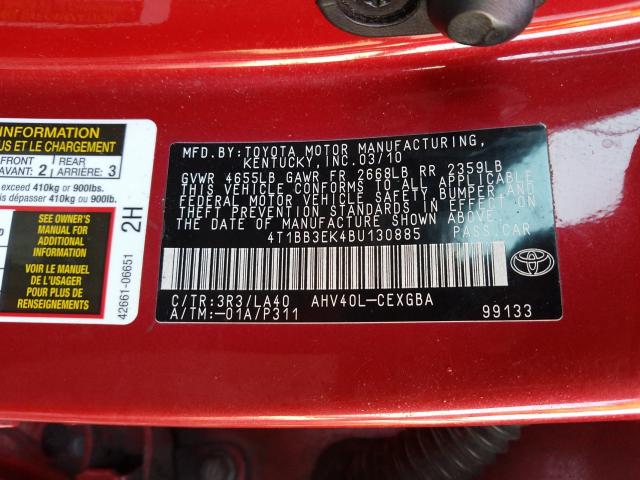 INFORMATION
US ET LE CHARGEMENT
FRONT
AVANT: 2
REAR
ARRIÈRE: 3
exceed 410kg or 900lbs.
is dépasser 410kg ou 900lbs.
SEE OWNER'S
MANUAL FOR
ADDITIONAL
INFORMATION
VOIR LE MANUEL
DE L'USAGER
POUR PLUS DE
RENSEIGNEMENTS
2H
42661-06651
MFD.BY:TOYOTA MOTOR MANUFACTURING,
KENTUCKY,INC.03/10
GVWR 4655LB GAWR FR 2668LB RR 2359LB
THIS VEHICLE CONFORMS TO ALL APPLICABLE
FEDERAL MOTOR VEHICLE SAFETY BUMPER AND
THEFT PREVENTION STANDARDS IN EFFECT ON
THE DATE OF MANUFACTURE SHOWN ABOVE.
4T1BB3EK4BU130885 PASS.CAR
C/TR:3R3/LA40 AHV40L-CEXGBA
A/TM:-01A/P311 99133